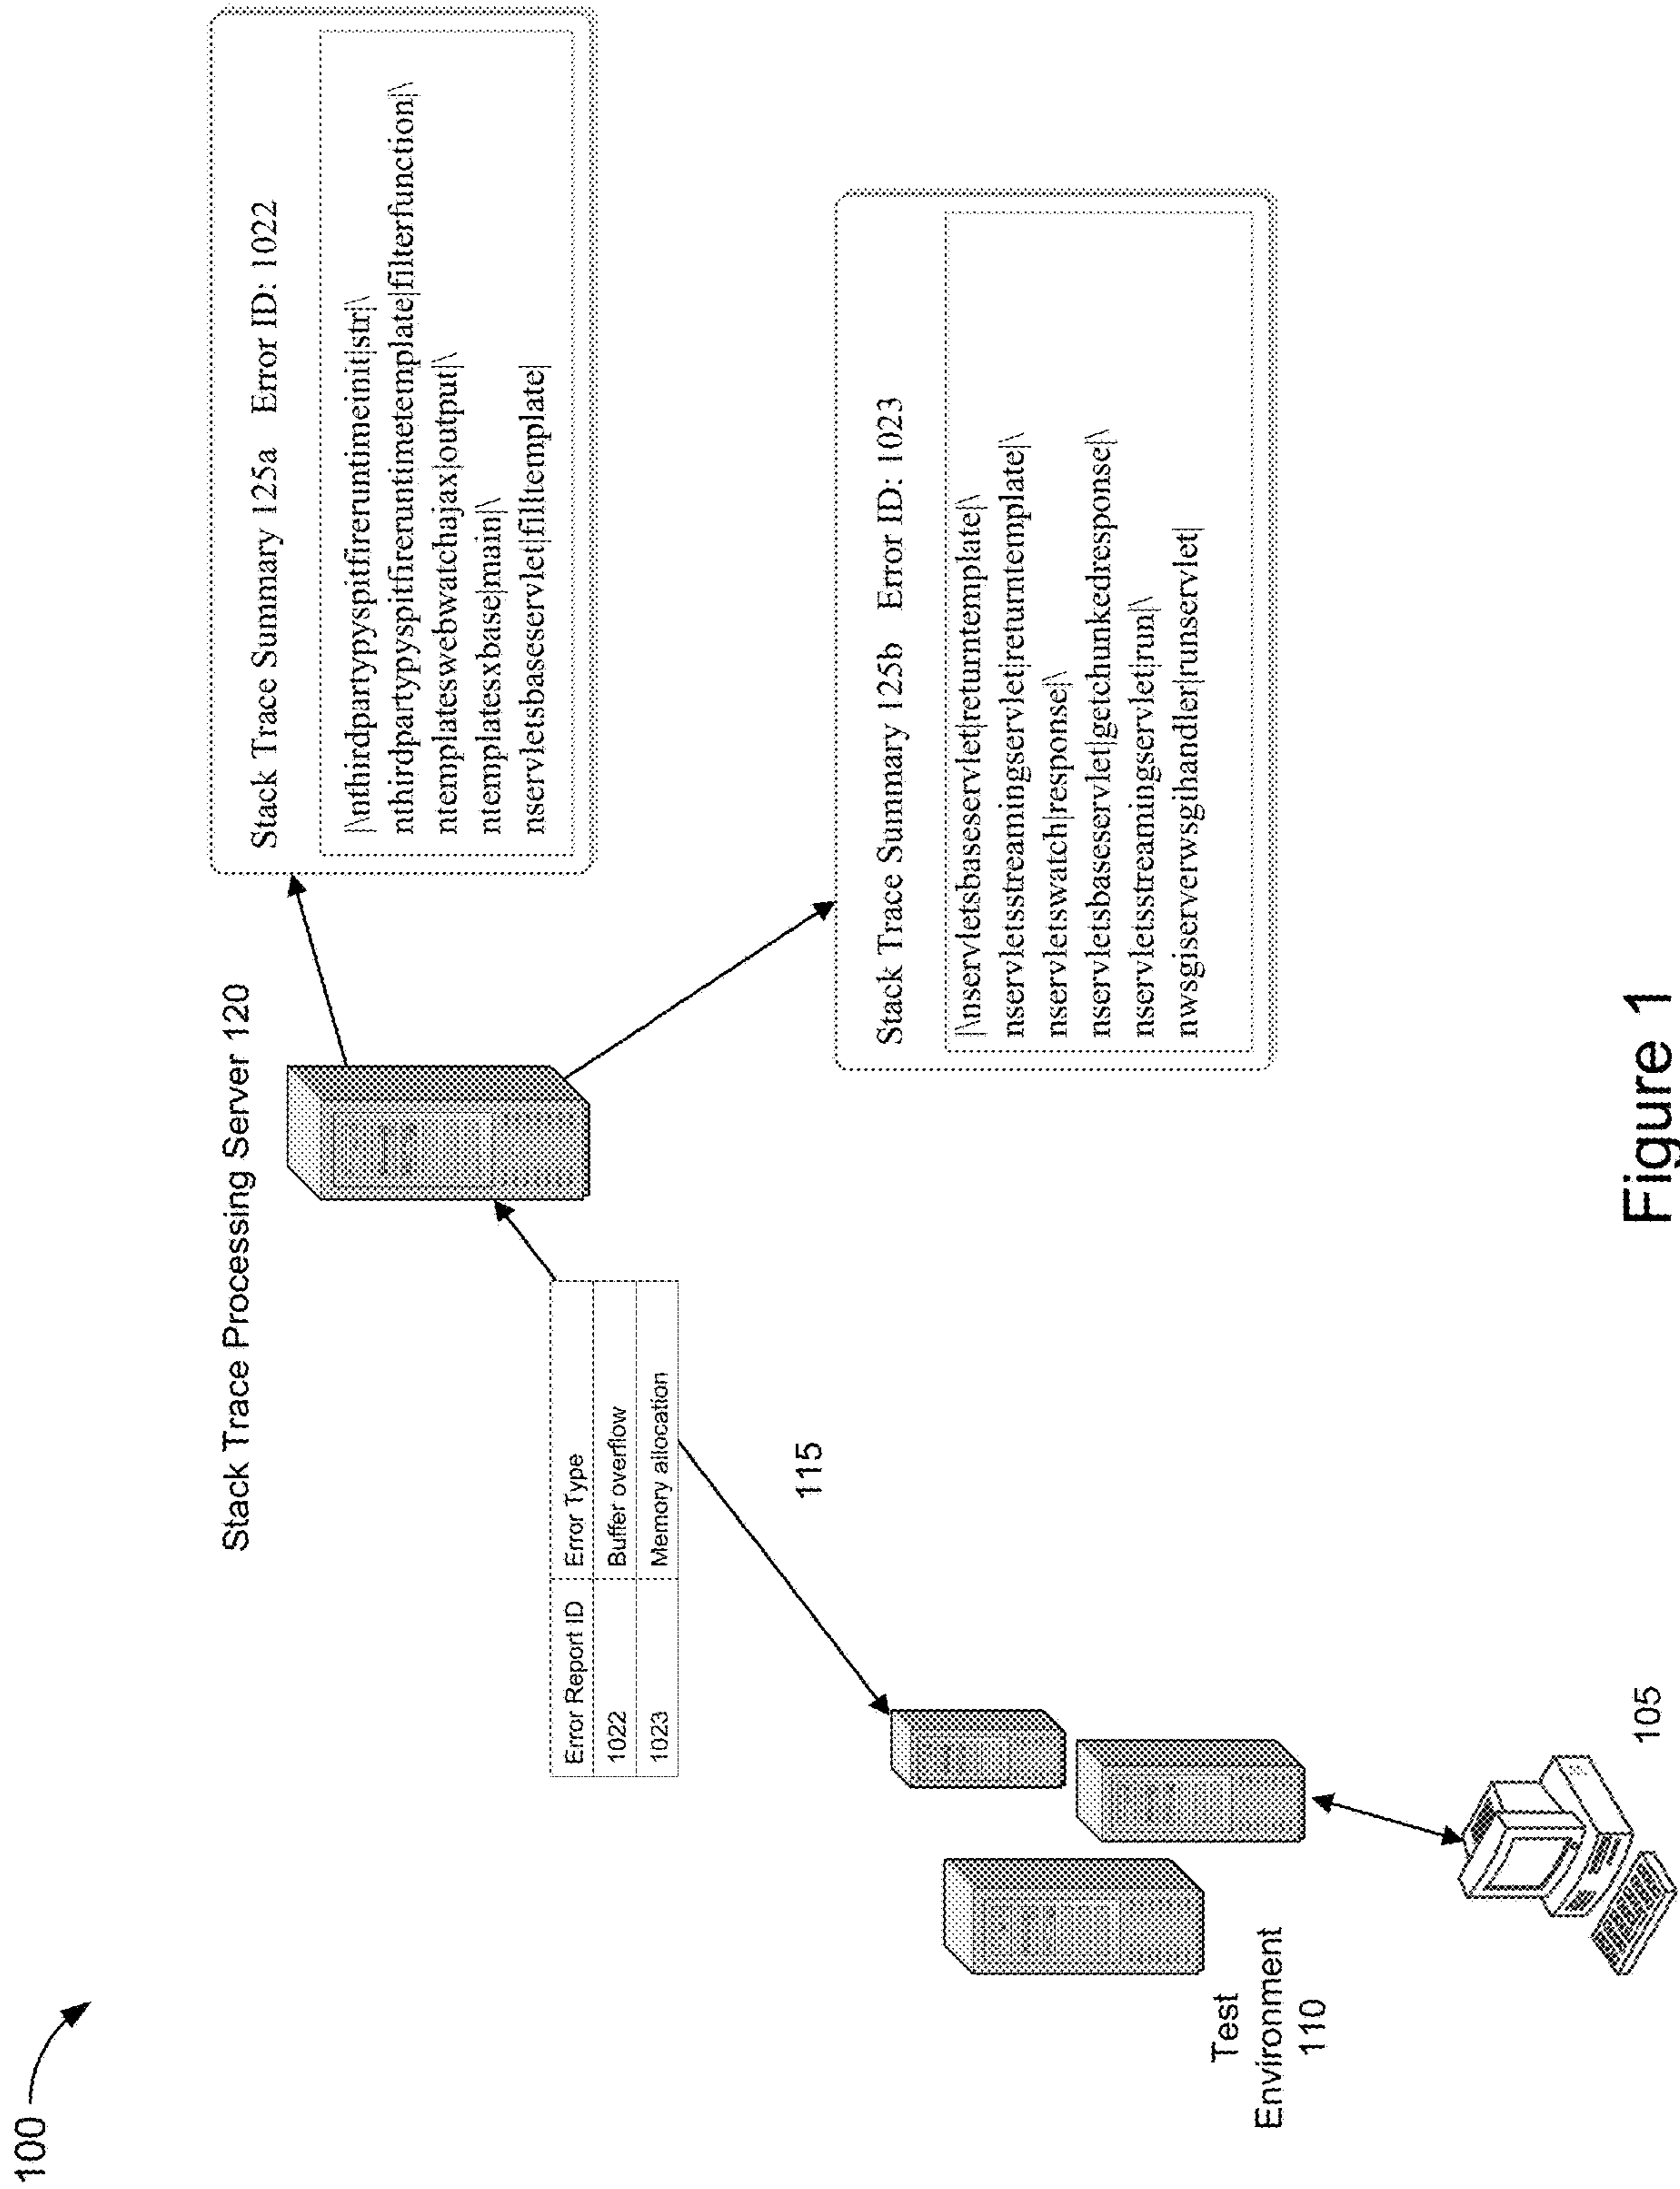 100
Stack Trace Processing Server 120
Stack Trace Summary 125a Error ID: 1022
|\nthirdpartypyspitfireruntimeinit|str|\
nthirdpartypyspitfireruntimetemplate|filterfunction|\
ntemplateswebwatchajax|output|\
ntemplatesxbase|main|\
nservletsbaseservlet|filltemplate|
Error Report ID Error Type
1022 Buffer overflow
1023 Memory allocation
115
Stack Trace Summary 125b Error ID: 1023
|\nservletsbaseservlet|returntemplate|\
nservletsstreamingservlet|returntemplate|\
nservletswatch|response|\
nservletsbaseservlet|getchunkedresponse|\
nservletsstreamingservlet|run|\
nwsgiserverwsgihandler|runservlet|
Test
Environment
110
105
Figure 1